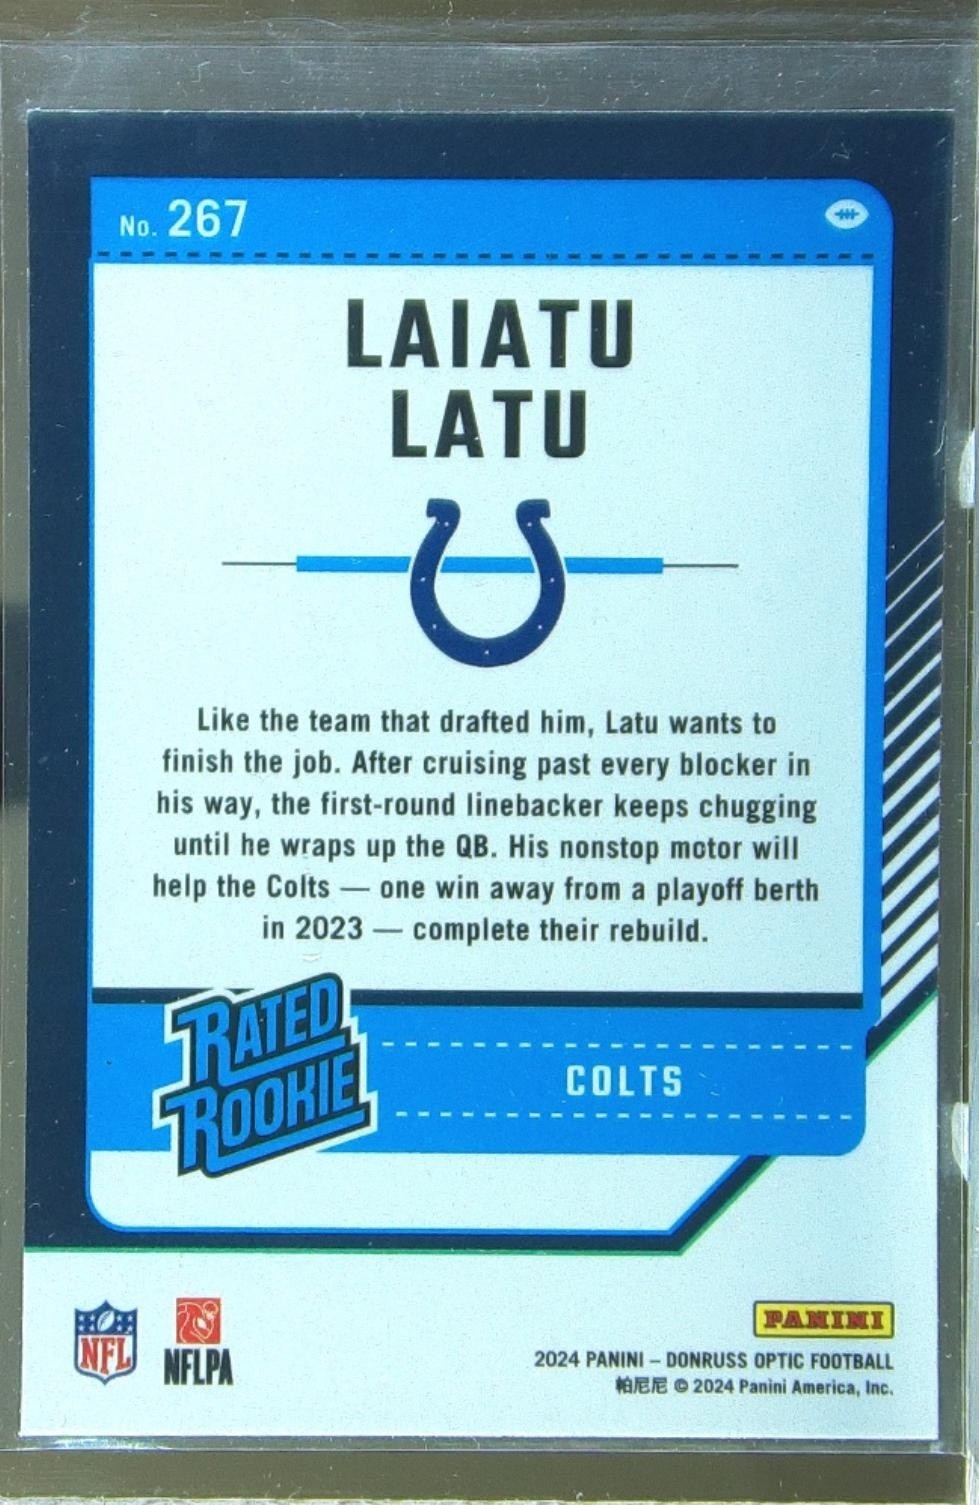 No. 267
LAIATU
LATU
Like the team that drafted him, Latu wants to
finish the job. After cruising past every blocker in
his way, the first-round linebacker keeps chugging
until he wraps up the QB. His nonstop motor will
help the Colts — one win away from a playoff berth
in 2023 — complete their rebuild.
RATED
ROOKIE
COLTS
NFL
NFLPA
PANINI
2024 PANINI – DONRUSS OPTIC FOOTBALL
帕尼尼 © 2024 Panini America, Inc.